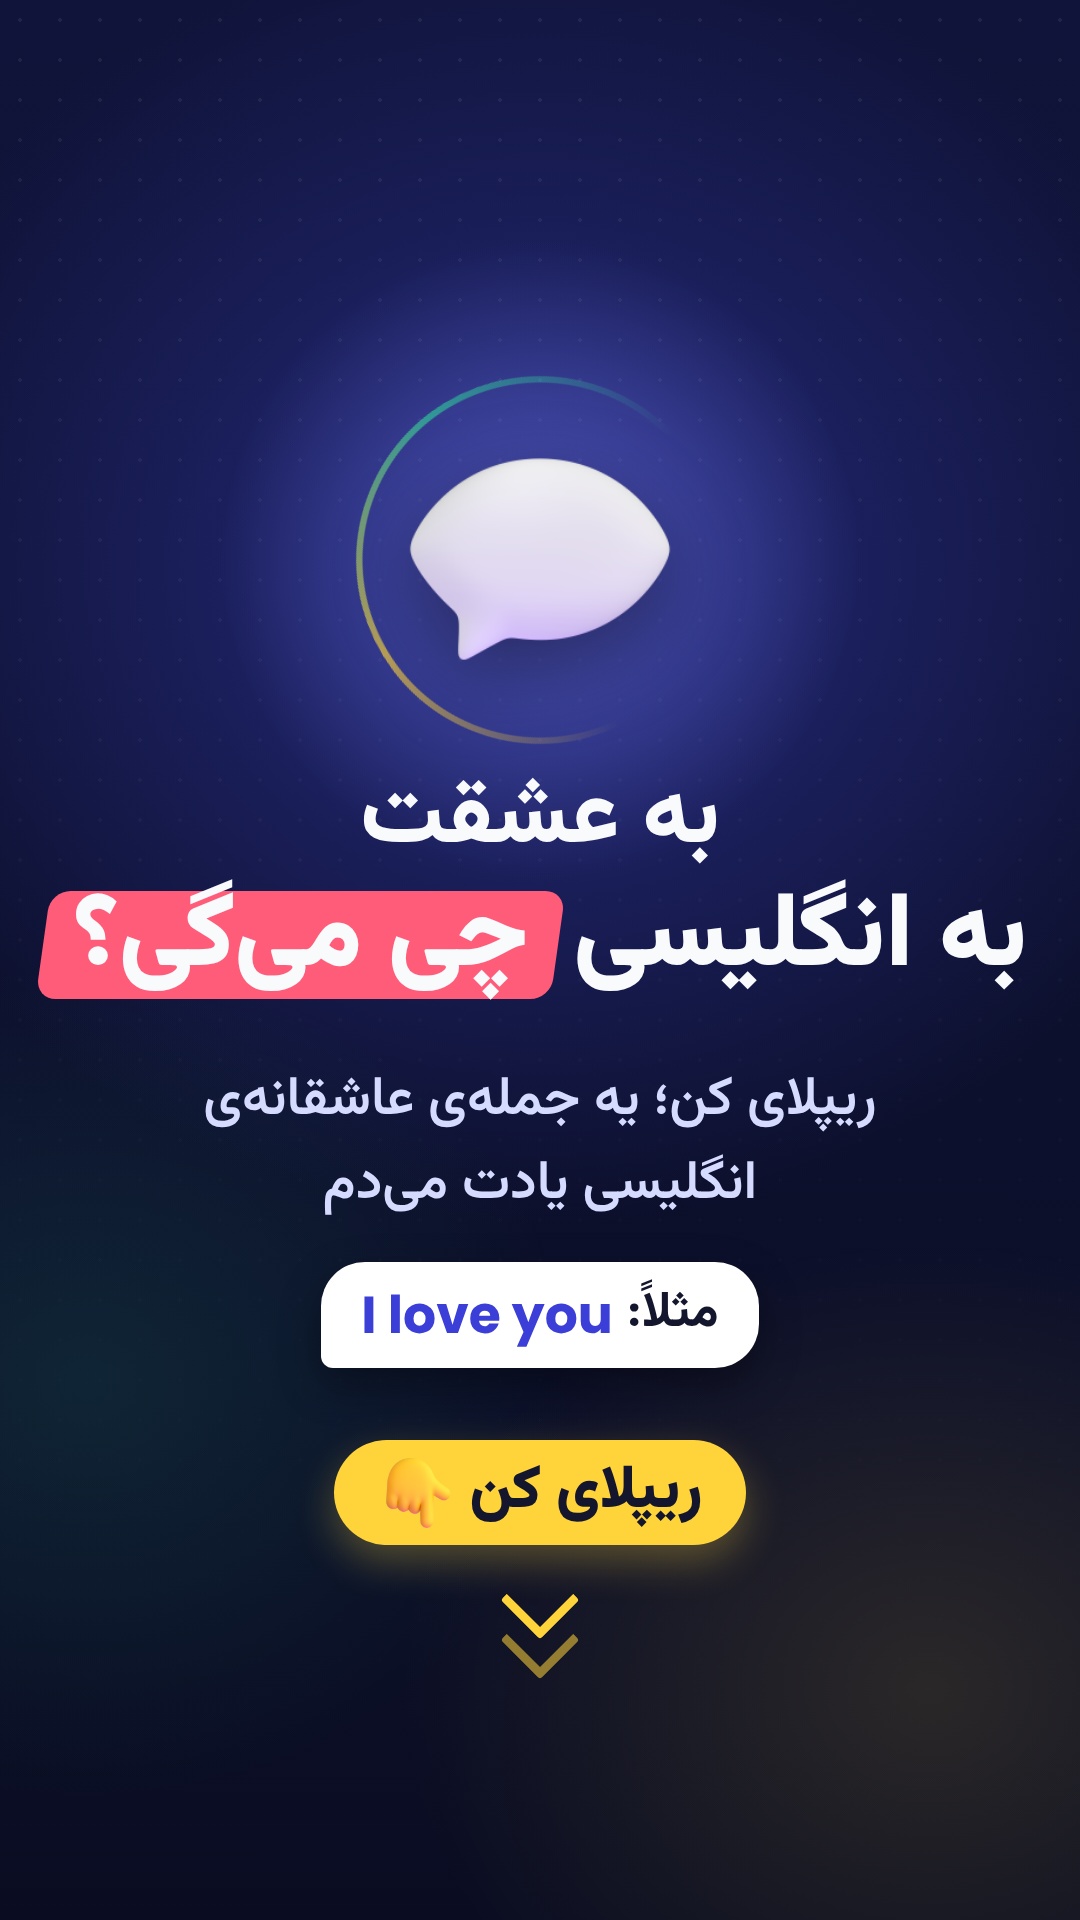 به عشقت
به انگلیسی چی می‌گی؟
ریپلای کن؛ یه جمله‌ی عاشقانه‌ی
انگلیسی یادت می‌دم
مثلاً: I love you
ریپلای کن 👇